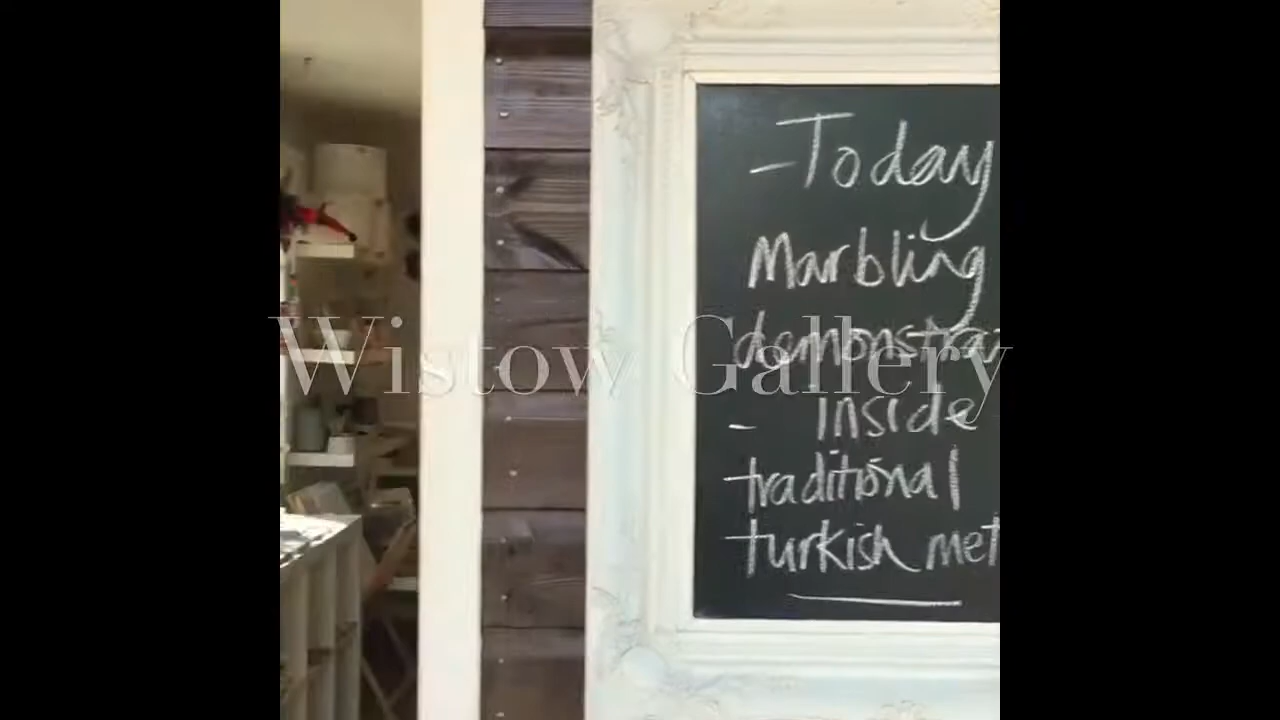 - Today
Marbling
demonstra
Wistow Gallery
- Inside
traditional
turkish met